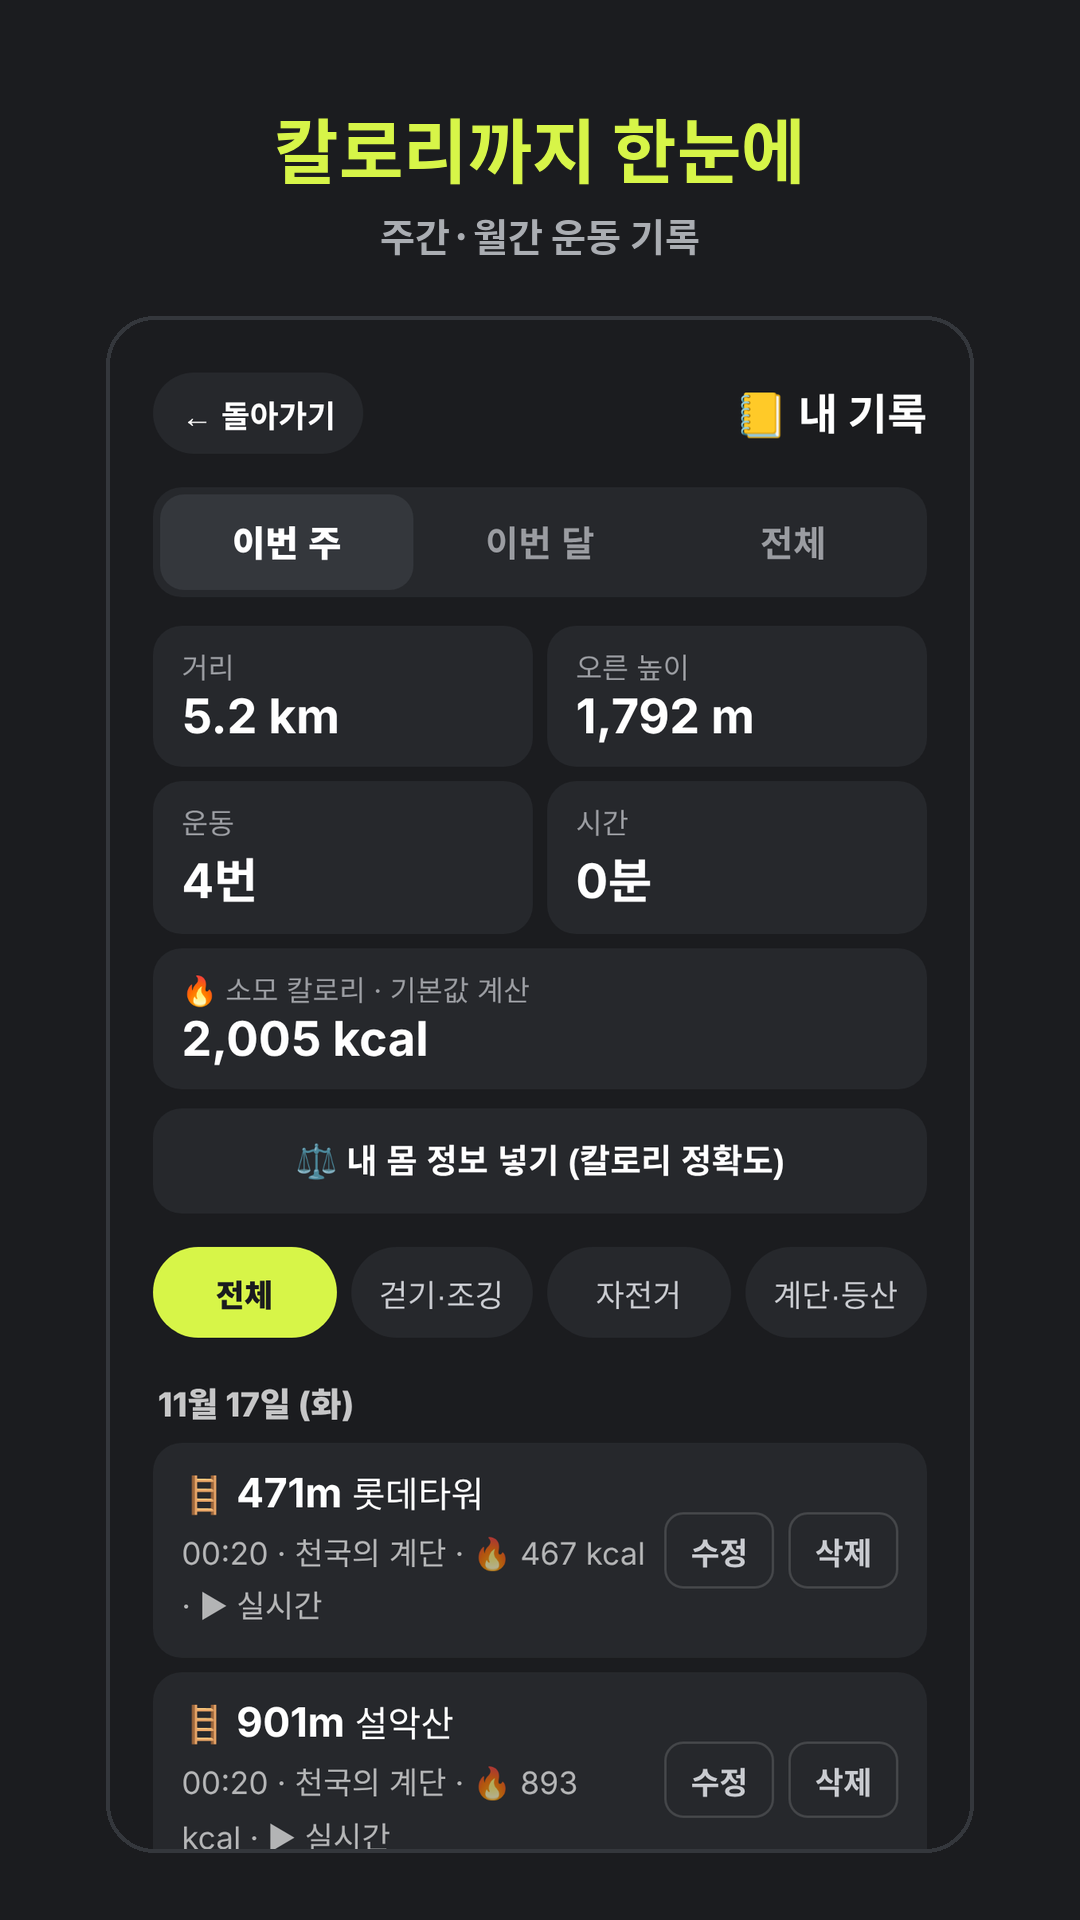 칼로리까지 한눈에
주간·월간 운동 기록
← 돌아가기
📒 내 기록
이번 주 이번 달 전체
거리
5.2 km
오른 높이
1,792 m
운동
4번
시간
0분
🔥 소모 칼로리 · 기본값 계산
2,005 kcal
⚖️ 내 몸 정보 넣기 (칼로리 정확도)
전체 걷기·조깅 자전거 계단·등산
11월 17일 (화)
🪜 471m 롯데타워
00:20 · 천국의 계단 · 🔥 467 kcal
· ▶ 실시간
수정 삭제
🪜 901m 설악산
00:20 · 천국의 계단 · 🔥 893
kcal · ▶ 실시간
수정 삭제